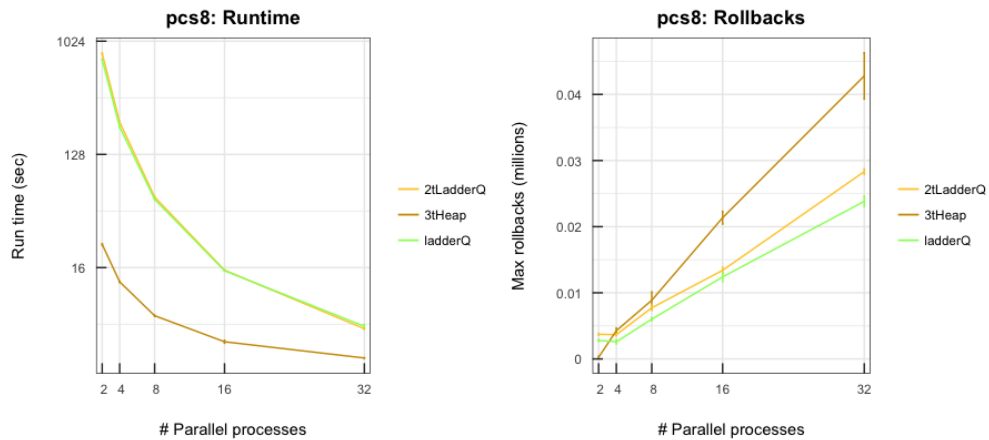 pcs8: Runtime
1024
128
16
Run time (sec)
2 4 8 16 32
# Parallel processes
2tLadderQ
3tHeap
ladderQ
pcs8: Rollbacks
0.04
0.03
0.02
0.01
0
Max rollbacks (millions)
2 4 8 16 32
# Parallel processes
2tLadderQ
3tHeap
ladderQ